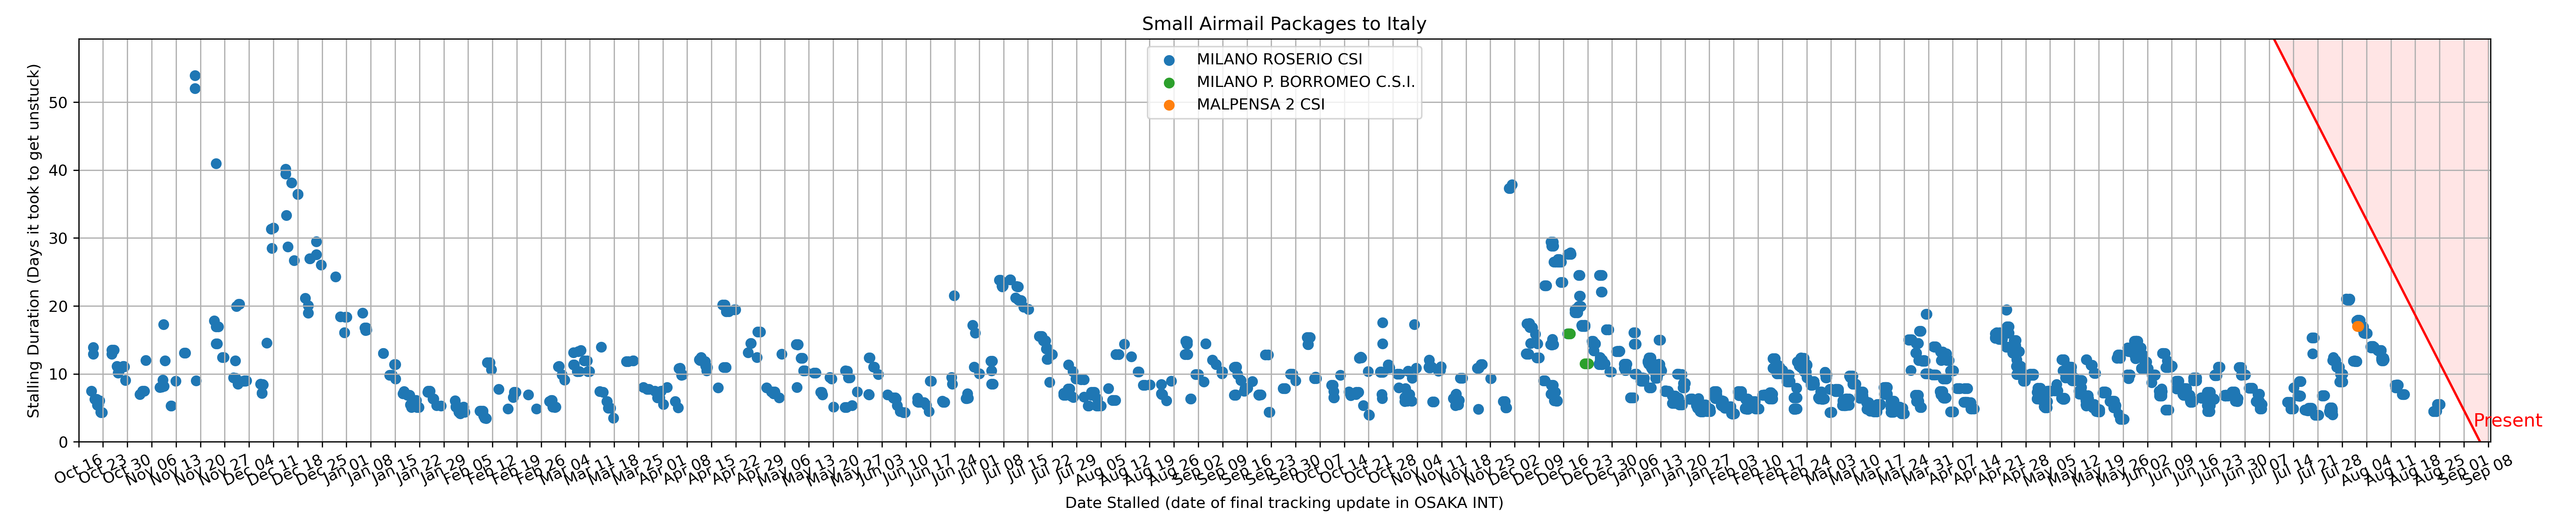 Small Airmail Packages to Italy
MILANO ROSERIO CSI
MILANO P. BORROMEO C.S.I.
MALPENSA 2 CSI
Stalling Duration (Days it took to get unstuck)
50
40
30
20
10
0
Present
Oct 16 Oct 23 Oct 30 Nov 06 Nov 13 Nov 20 Nov 27 Dec 04 Dec 11 Dec 18 Dec 25 Jan 01 Jan 08 Jan 15 Jan 22 Jan 29 Feb 05 Feb 12 Feb 19 Feb 26 Mar 04 Mar 11 Mar 18 Mar 25 Apr 01 Apr 08 Apr 15 Apr 22 Apr 29 May 06 May 13 May 20 May 27 Jun 03 Jun 10 Jun 17 Jun 24 Jul 01 Jul 08 Jul 15 Jul 22 Jul 29 Aug 05 Aug 12 Aug 19 Aug 26 Sep 02 Sep 09 Sep 16 Sep 23 Sep 30 Oct 07 Oct 14 Oct 21 Oct 28 Nov 04 Nov 11 Nov 18 Nov 25 Dec 02 Dec 09 Dec 16 Dec 23 Dec 30 Jan 06 Jan 13 Jan 20 Jan 27 Feb 03 Feb 10 Feb 17 Feb 24 Mar 03 Mar 10 Mar 17 Mar 24 Mar 31 Apr 07 Apr 14 Apr 21 Apr 28 May 05 May 12 May 19 May 26 Jun 02 Jun 09 Jun 16 Jun 23 Jun 30 Jul 07 Jul 14 Jul 21 Jul 28 Aug 04 Aug 11 Aug 18 Aug 25 Sep 01 Sep 08
Date Stalled (date of final tracking update in OSAKA INT)